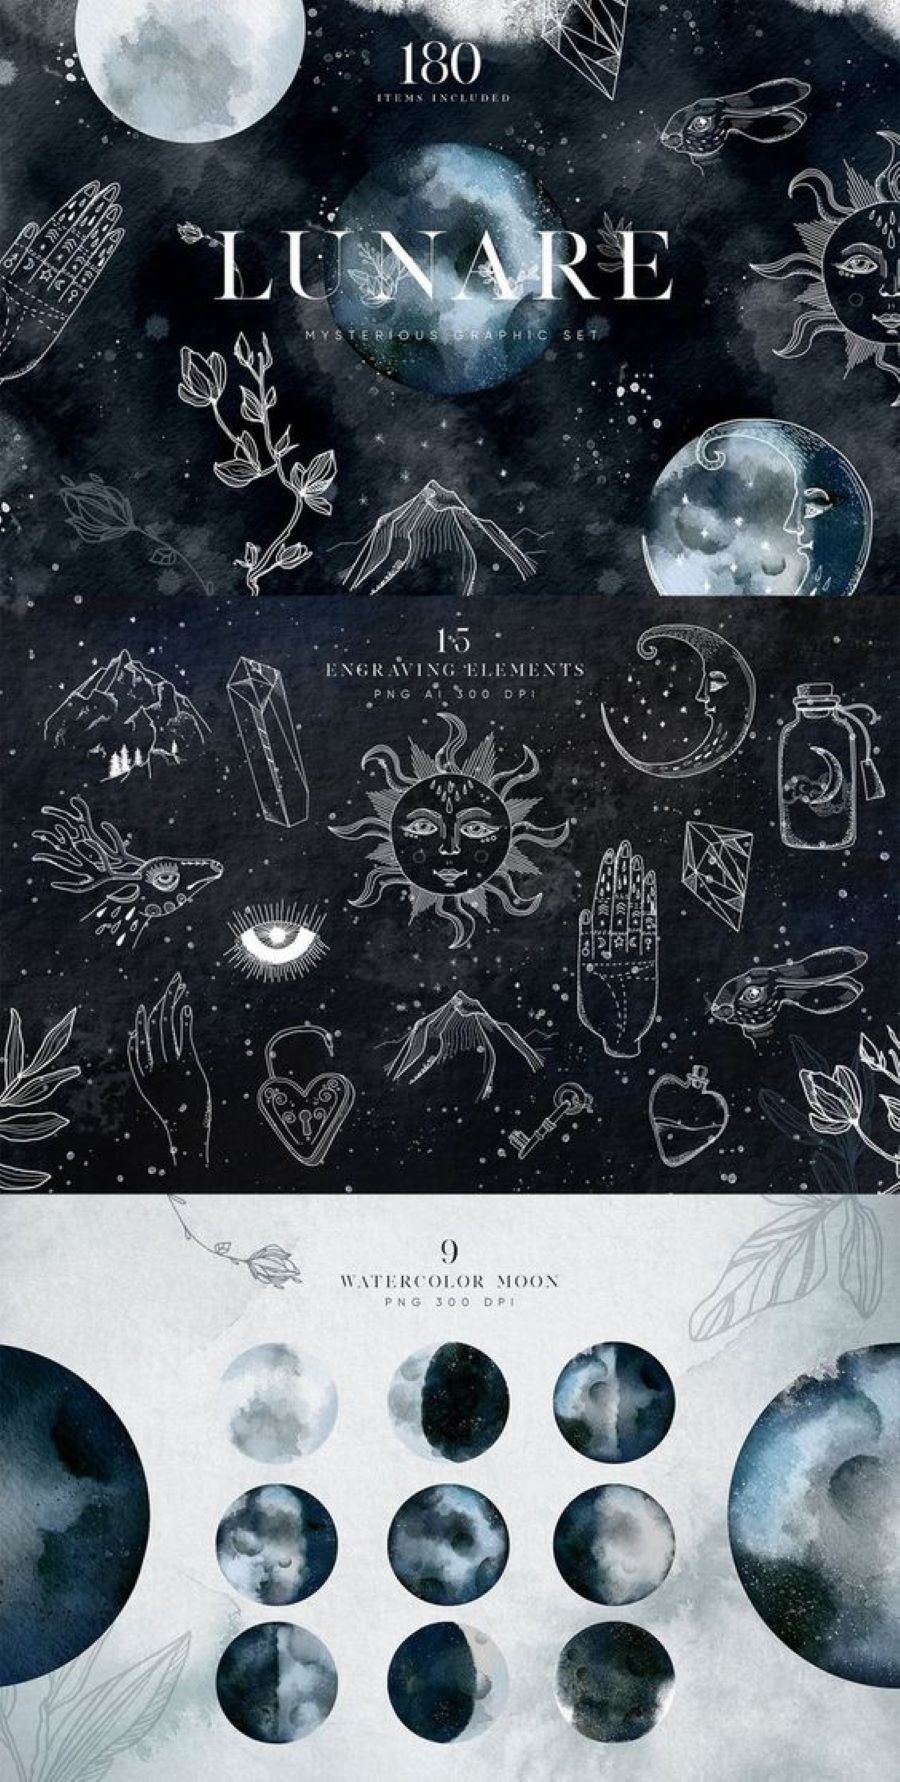 180
ITEMS INCLUDED
LUNARE
MYSTERIOUS GRAPHIC SET
15
ENGRAVING ELEMENTS
PNG AI 300 DPI
9
WATERCOLOR MOON
PNG 300 DPI